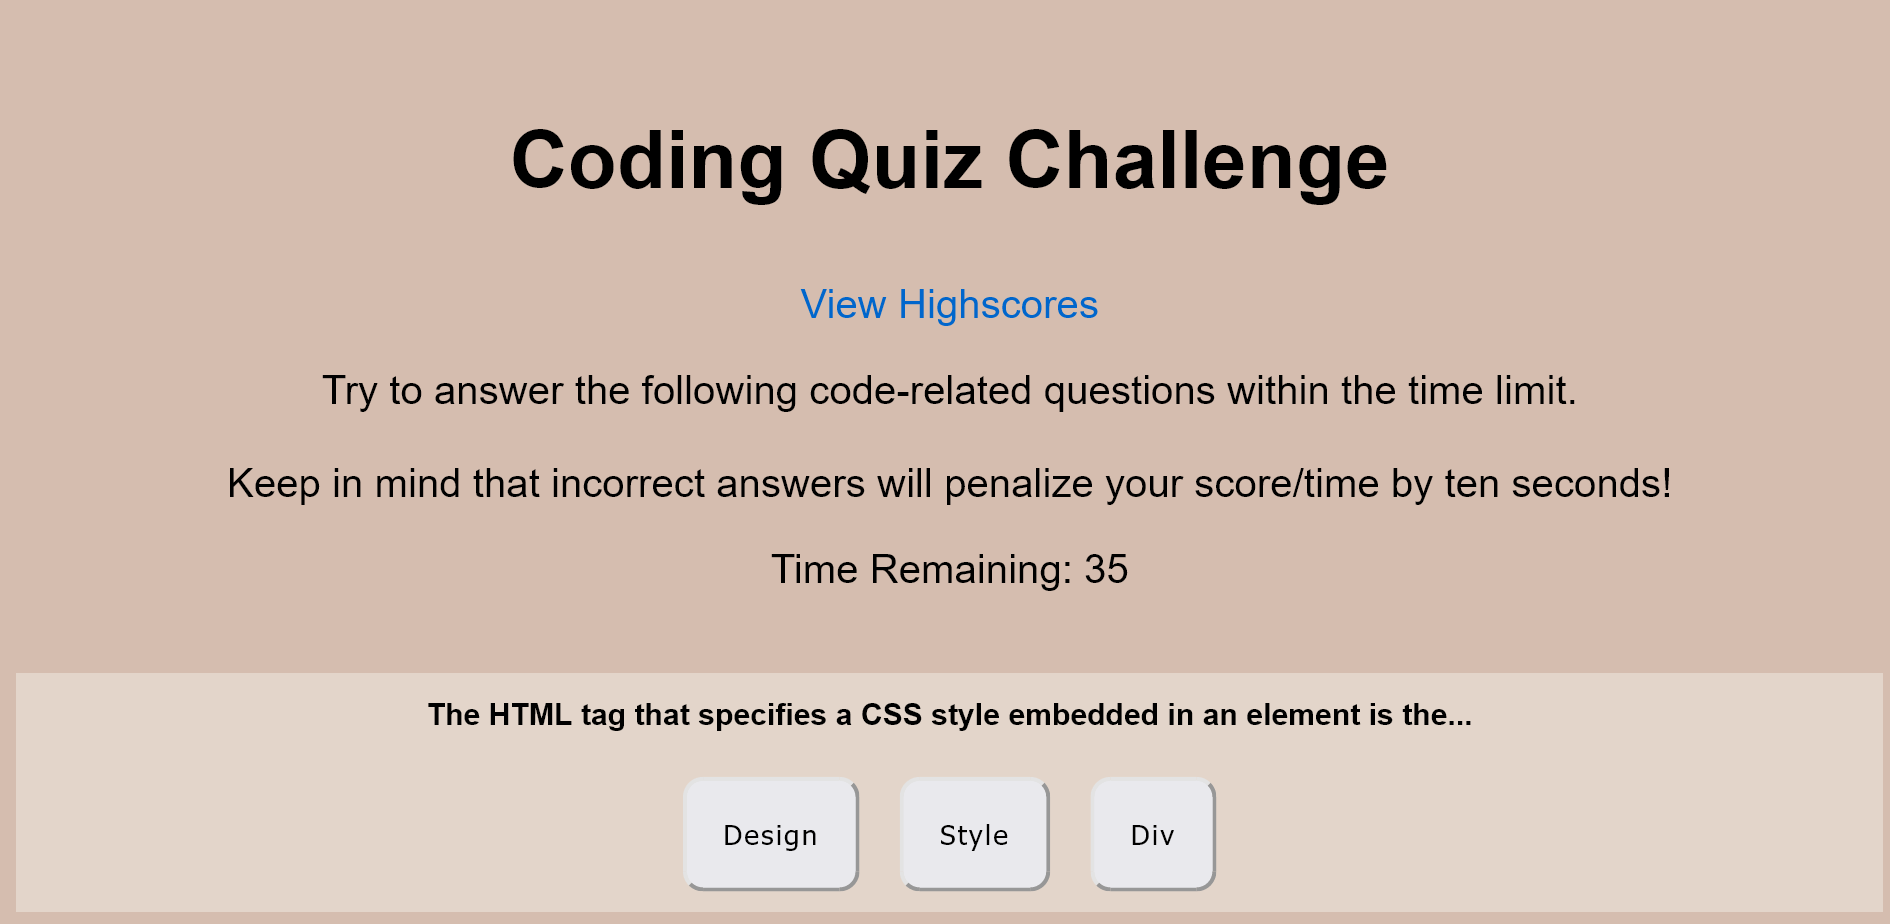 Coding Quiz Challenge
View Highscores
Try to answer the following code-related questions within the time limit.
Keep in mind that incorrect answers will penalize your score/time by ten seconds!
Time Remaining: 35
The HTML tag that specifies a CSS style embedded in an element is the...
Design Style Div